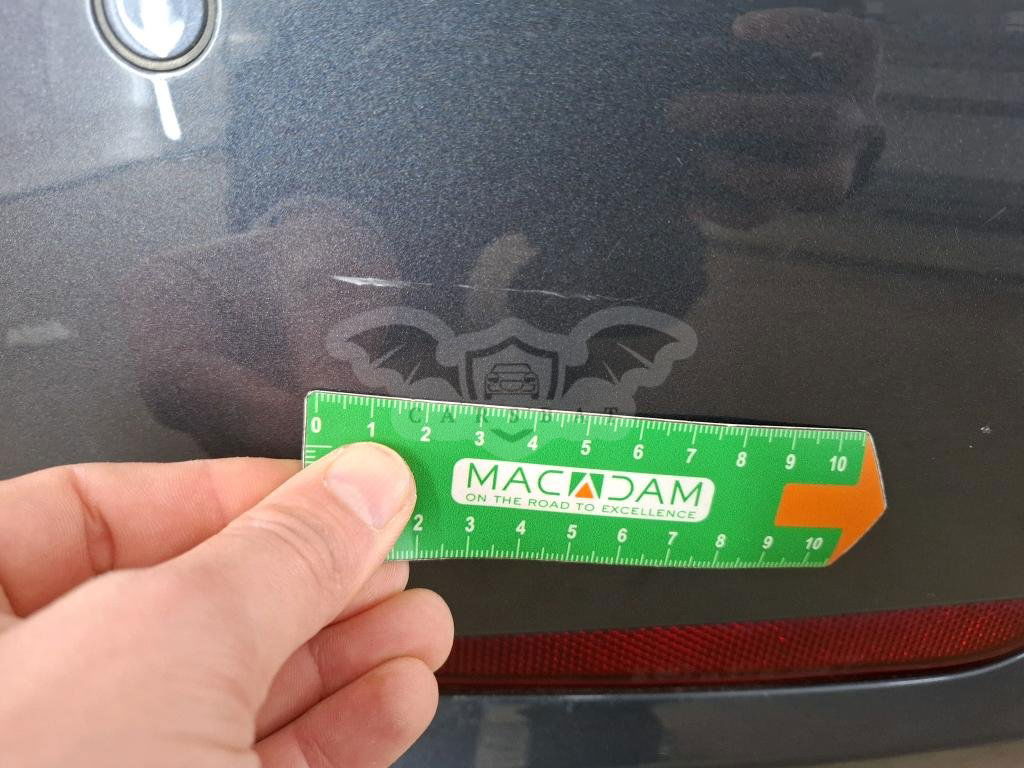 CARSBAT
0 1 2 3 4 5 6 7 8 9 10
MACADAM
ON THE ROAD TO EXCELLENCE
2 3 4 5 6 7 8 9 10